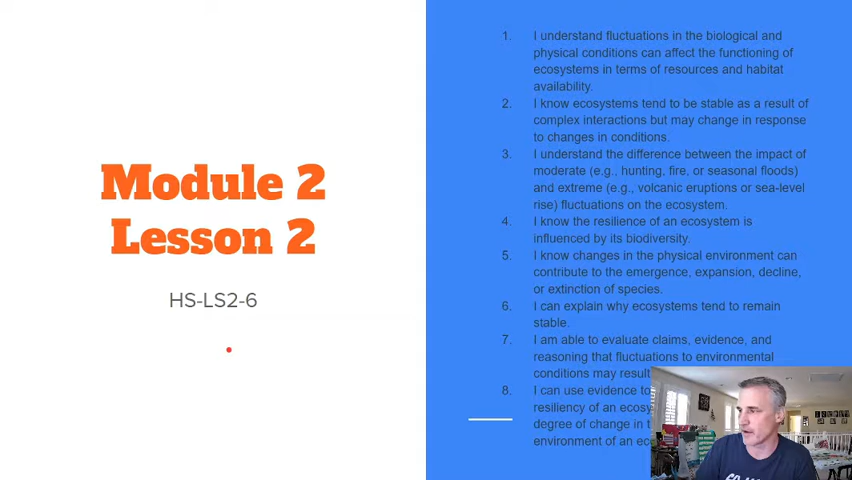 Module 2
Lesson 2
HS-LS2-6
1. I understand fluctuations in the biological and
physical conditions can affect the functioning of
ecosystems in terms of resources and habitat
availability.
2. I know ecosystems tend to be stable as a result of
complex interactions but may change in response
to changes in conditions.
3. I understand the difference between the impact of
moderate (e.g., hunting, fire, or seasonal floods)
and extreme (e.g., volcanic eruptions or sea-level
rise) fluctuations on the ecosystem.
4. I know the resilience of an ecosystem is
influenced by its biodiversity.
5. I know changes in the physical environment can
contribute to the emergence, expansion, decline,
or extinction of species.
6. I can explain why ecosystems tend to remain
stable.
7. I am able to evaluate claims, evidence, and
reasoning that fluctuations to environmental
conditions may result
8. I can use evidence to
resiliency of an
degree of change in
environment of an